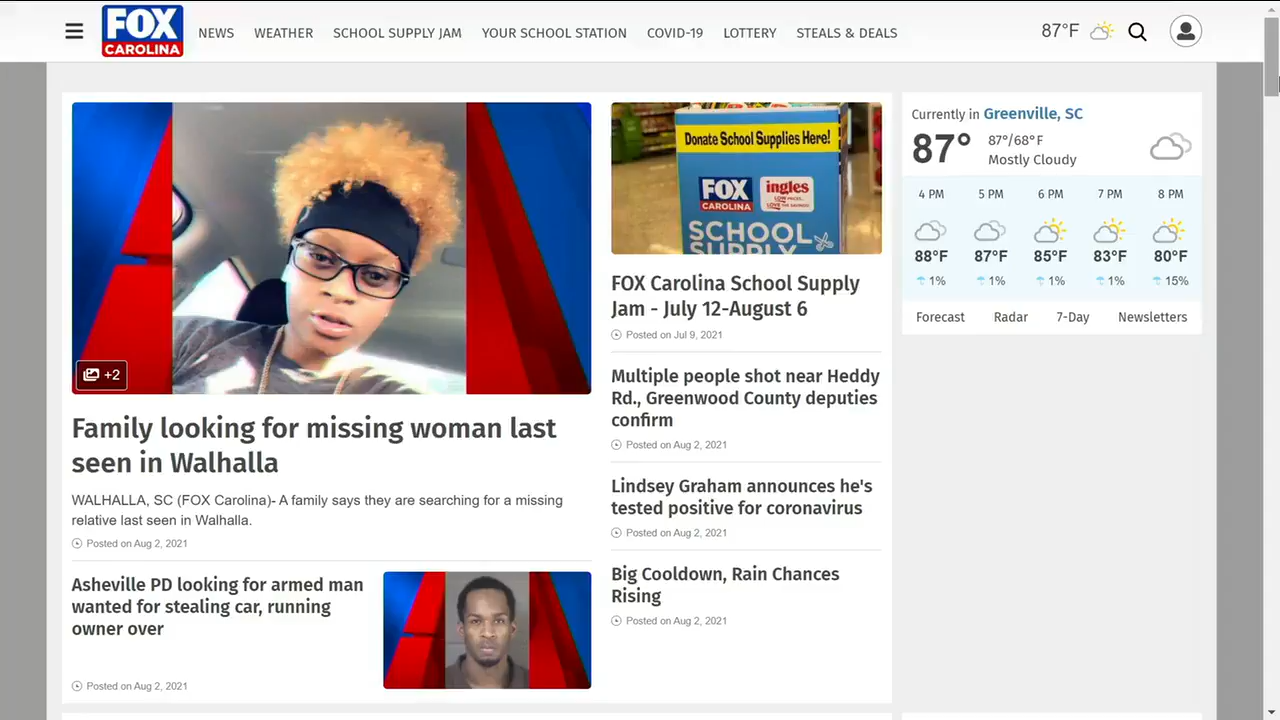 FOX
CAROLINA
NEWS WEATHER SCHOOL SUPPLY JAM YOUR SCHOOL STATION COVID-19 LOTTERY STEALS & DEALS
87°F
+2
Family looking for missing woman last
seen in Walhalla
WALHALLA, SC (FOX Carolina)- A family says they are searching for a missing
relative last seen in Walhalla.
Posted on Aug 2, 2021
Asheville PD looking for armed man
wanted for stealing car, running
owner over
Posted on Aug 2, 2021
Donate School Supplies Here!
FOX
CAROLINA
ingles
LOW PRICES...
LOVE THE SAVINGS!
SCHOOL
SUPPLY
FOX Carolina School Supply
Jam - July 12-August 6
Posted on Jul 9, 2021
Multiple people shot near Heddy
Rd., Greenwood County deputies
confirm
Posted on Aug 2, 2021
Lindsey Graham announces he's
tested positive for coronavirus
Posted on Aug 2, 2021
Big Cooldown, Rain Chances
Rising
Posted on Aug 2, 2021
Currently in Greenville, SC
87°
87°/68°F
Mostly Cloudy
4 PM 5 PM 6 PM 7 PM 8 PM
88°F 87°F 85°F 83°F 80°F
1% 1% 1% 1% 15%
Forecast Radar 7-Day Newsletters